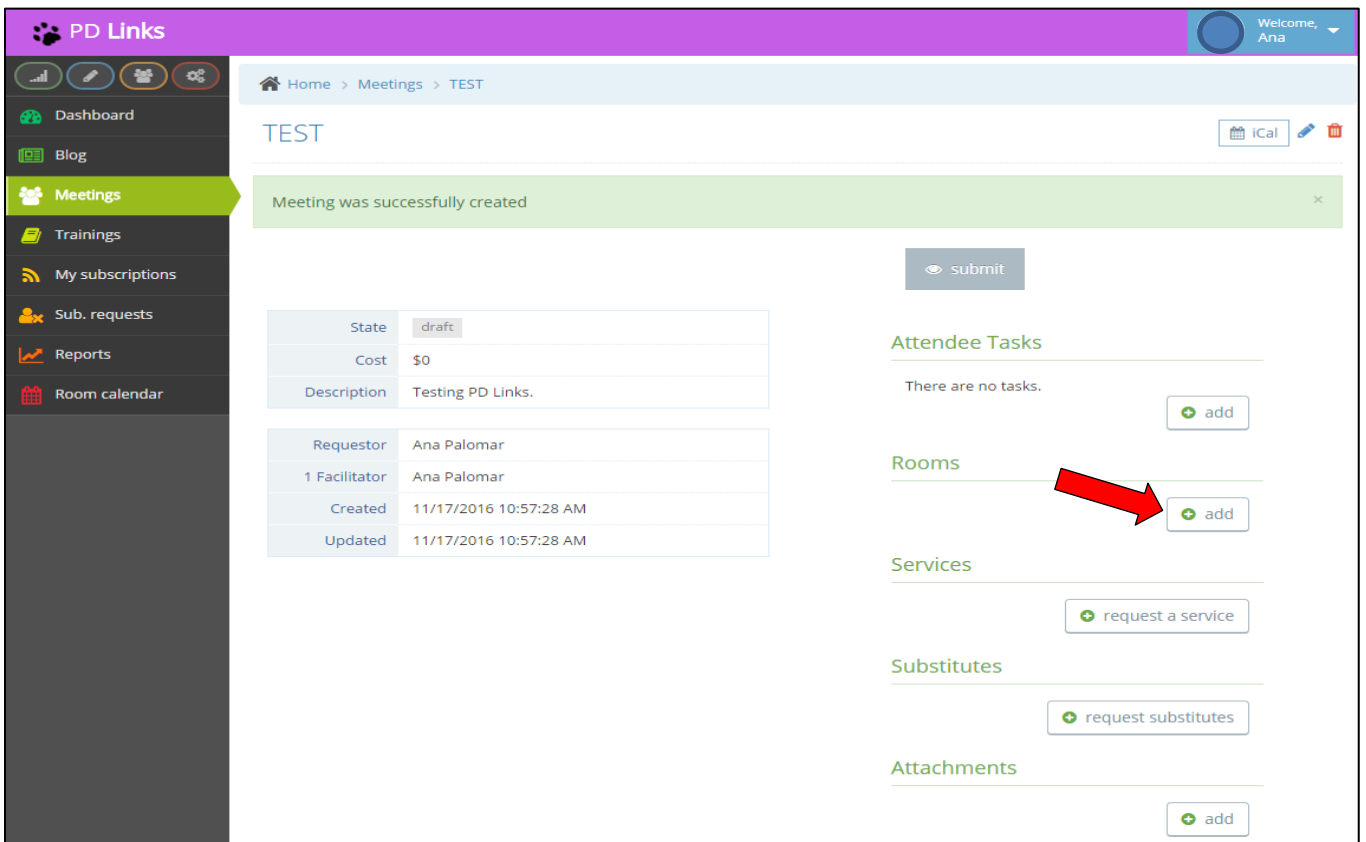 PD Links
Welcome,
Ana
Home > Meetings > TEST
Dashboard
Blog
Meetings
Trainings
My subscriptions
Sub. requests
Reports
Room calendar
TEST
iCal
Meeting was successfully created
×
submit
State draft
Cost $0
Description Testing PD Links.
Requestor Ana Palomar
1 Facilitator Ana Palomar
Created 11/17/2016 10:57:28 AM
Updated 11/17/2016 10:57:28 AM
Attendee Tasks
There are no tasks.
add
Rooms
add
Services
request a service
Substitutes
request substitutes
Attachments
add